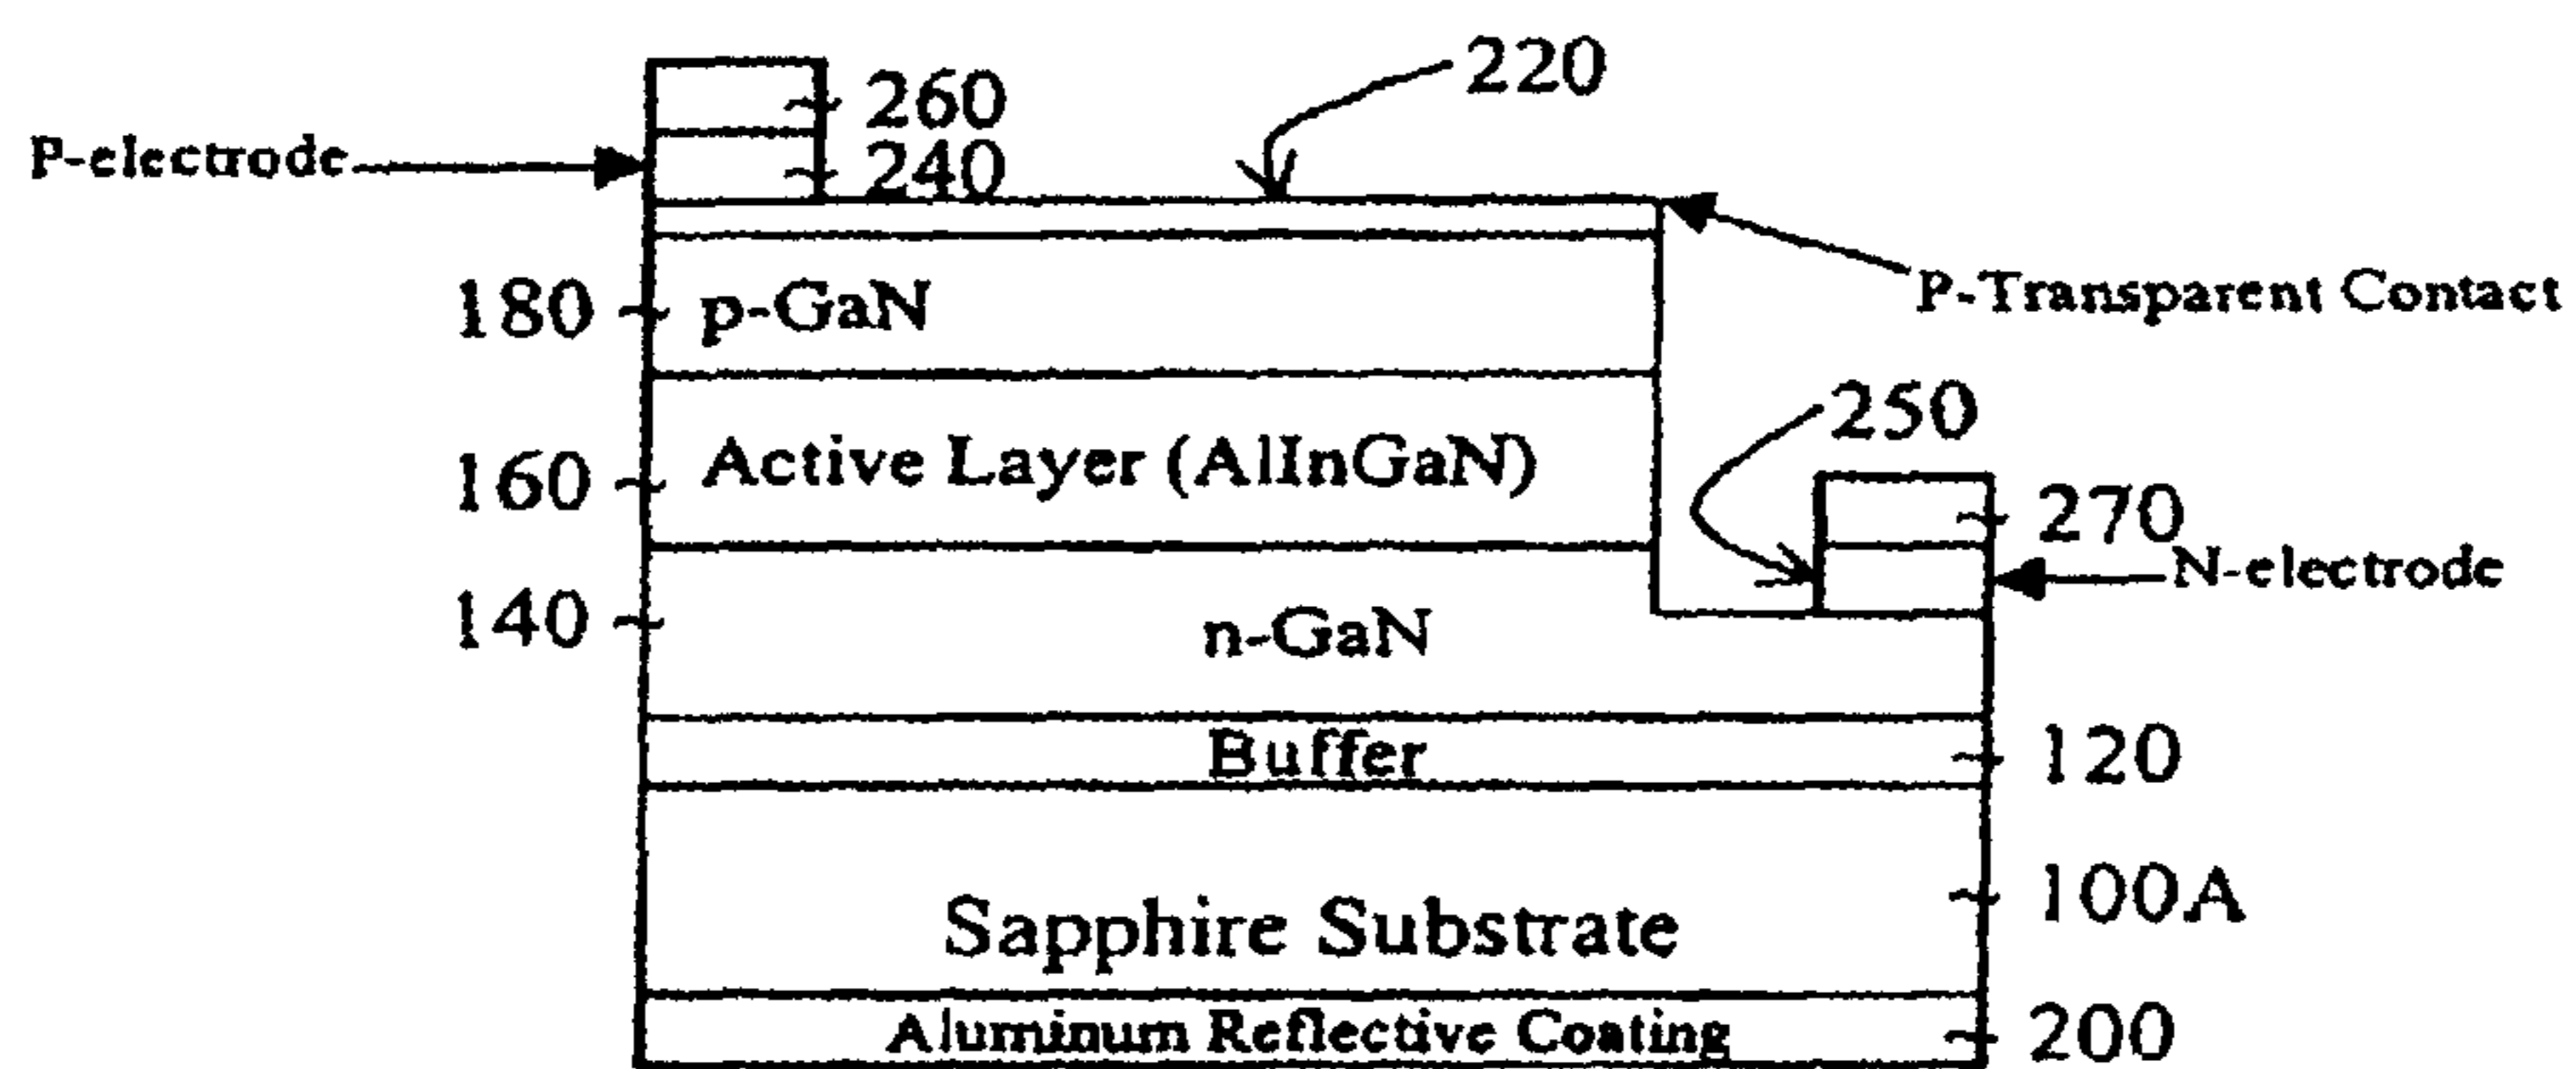 220
260
P-electrode
240
180
p-GaN
P-Transparent Contact
250
160
Active Layer (AlInGaN)
270
N-electrode
140
n-GaN
Buffer
120
100A
Sapphire Substrate
Aluminum Reflective Coating
200